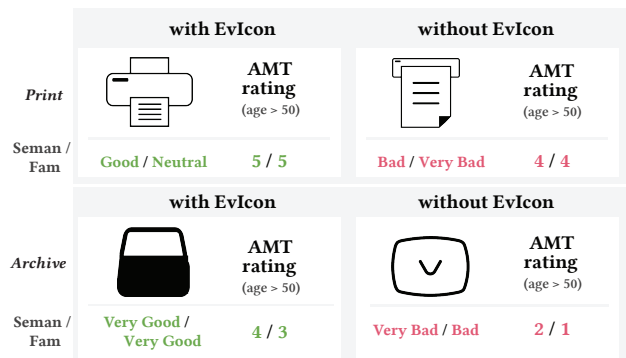 with EvIcon
without EvIcon
Print
AMT
rating
(age > 50)
AMT
rating
(age > 50)
Seman /
Fam
Good / Neutral
5 / 5
Bad / Very Bad
4 / 4
with EvIcon
without EvIcon
Archive
AMT
rating
(age > 50)
AMT
rating
(age > 50)
Seman /
Fam
Very Good /
Very Good
4 / 3
Very Bad / Bad
2 / 1